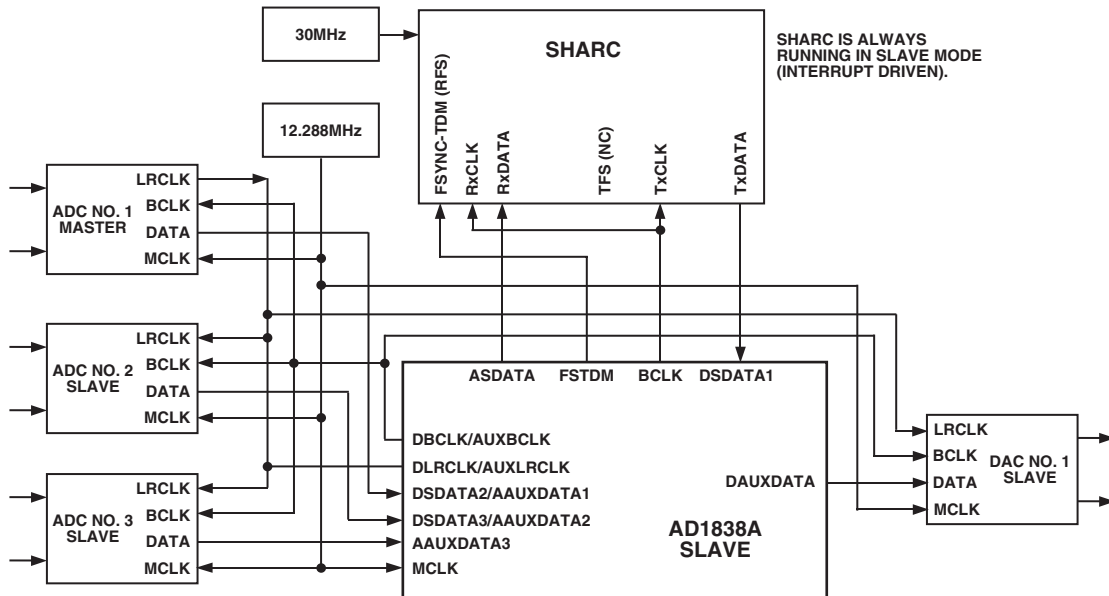 30MHz
SHARC
SHARC IS ALWAYS
RUNNING IN SLAVE MODE
(INTERRUPT DRIVEN).
12.288MHz
FSYNC-TDM (RFS)
RxCLK
RxDATA
TFS (NC)
TxCLK
TxDATA
ADC NO. 1
MASTER
LRCLK
BCLK
DATA
MCLK
ADC NO. 2
SLAVE
LRCLK
BCLK
DATA
MCLK
ADC NO. 3
SLAVE
LRCLK
BCLK
DATA
MCLK
ASDATA
FSTDM
BCLK
DSDATA1
DBCLK/AUXBCLK
DLRCLK/AUXLRCLK
DSDATA2/AAUXDATA1
DSDATA3/AAUXDATA2
AAUXDATA3
MCLK
DAUXDATA
AD1838A
SLAVE
LRCLK
BCLK
DATA
MCLK
DAC NO. 1
SLAVE